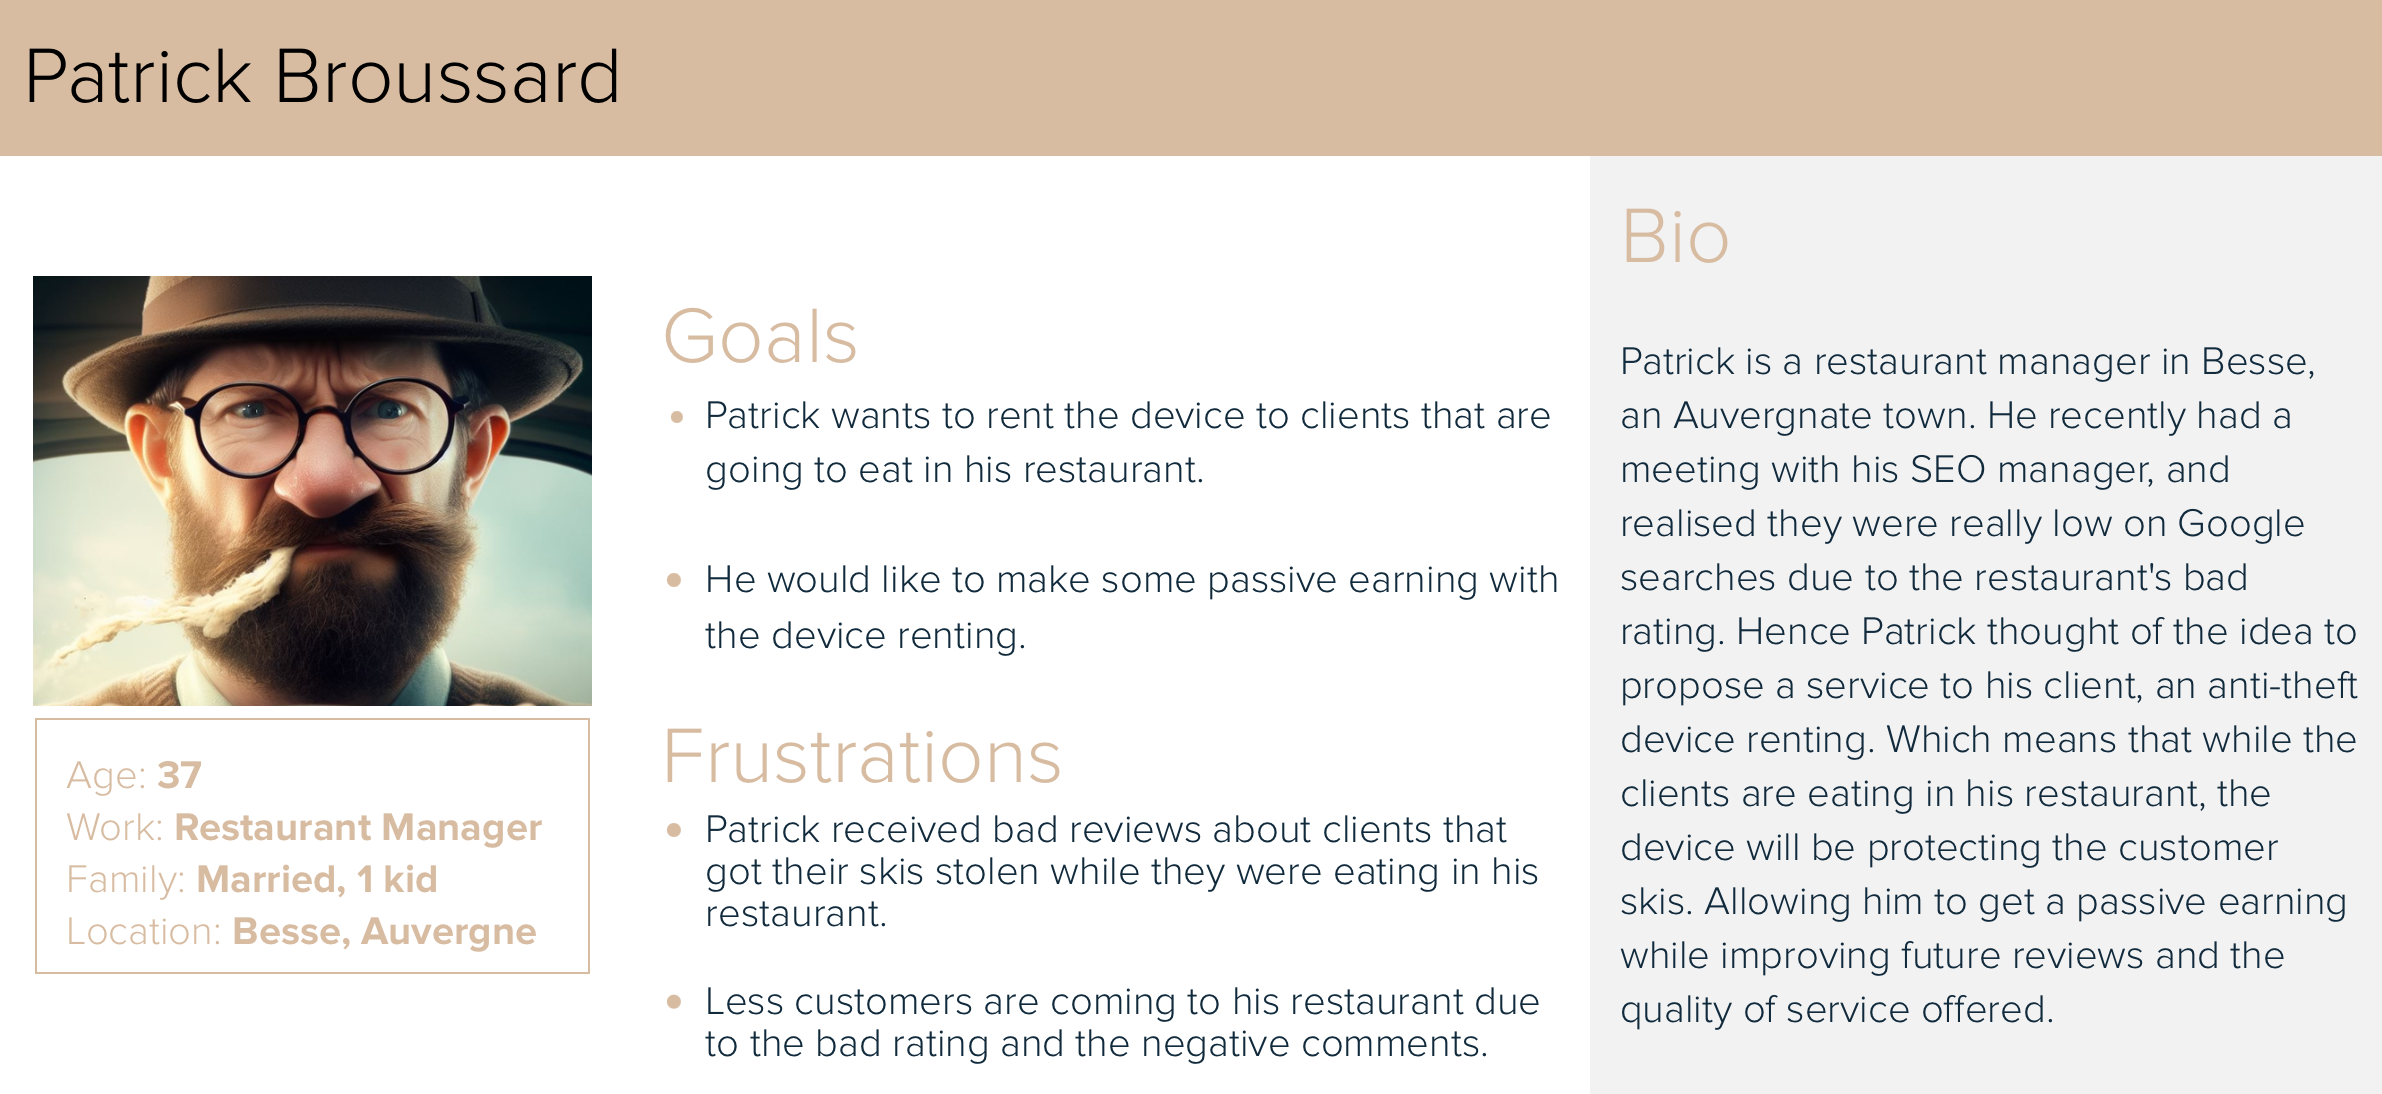 Patrick Broussard
Age: 37
Work: Restaurant Manager
Family: Married, 1 kid
Location: Besse, Auvergne
Goals
Patrick wants to rent the device to clients that are
going to eat in his restaurant.
He would like to make some passive earning with
the device renting.
Frustrations
Patrick received bad reviews about clients that
got their skis stolen while they were eating in his
restaurant.
Less customers are coming to his restaurant due
to the bad rating and the negative comments.
Bio
Patrick is a restaurant manager in Besse,
an Auvergnate town. He recently had a
meeting with his SEO manager, and
realised they were really low on Google
searches due to the restaurant's bad
rating. Hence Patrick thought of the idea to
propose a service to his client, an anti-theft
device renting. Which means that while the
clients are eating in his restaurant, the
device will be protecting the customer
skis. Allowing him to get a passive earning
while improving future reviews and the
quality of service offered.